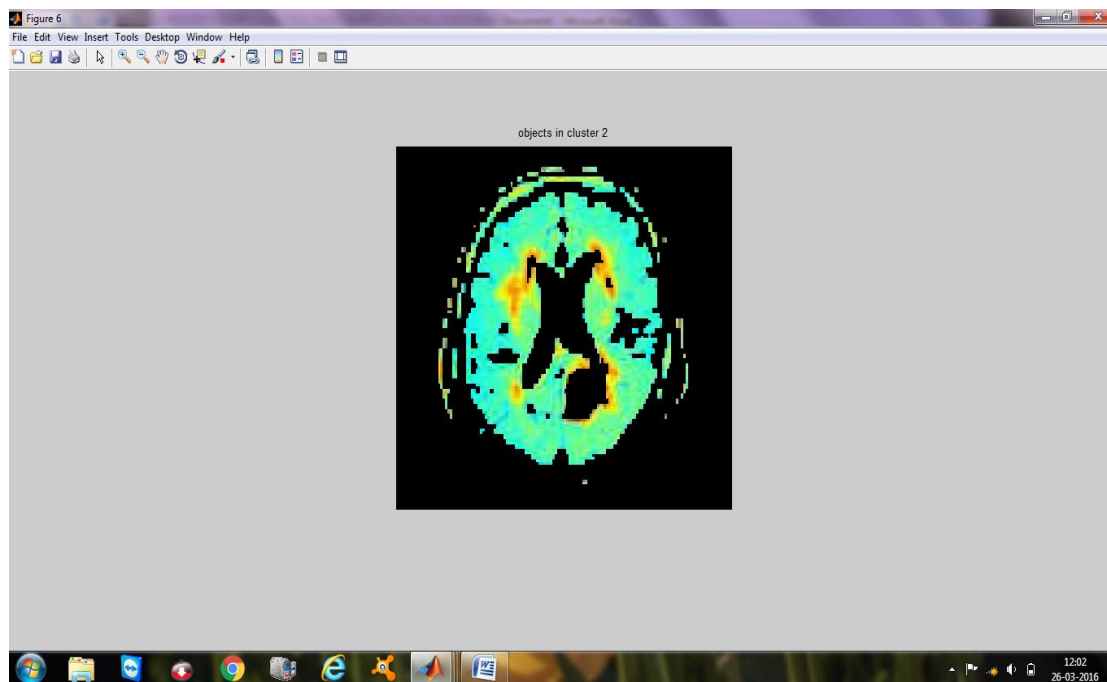 Figure 6
File Edit View Insert Tools Desktop Window Help
objects in cluster 2
12:02
26-03-2016